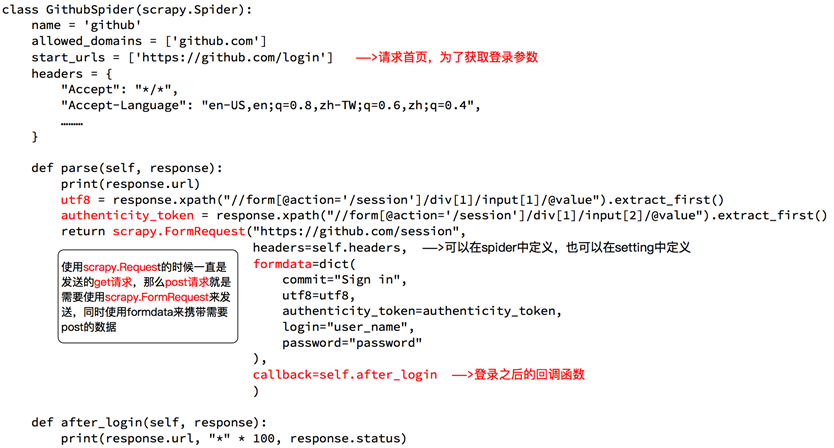 class GithubSpider(scrapy.Spider):
    name = 'github'
    allowed_domains = ['github.com']
    start_urls = ['https://github.com/login']   ——>请求首页，为了获取登录参数
    headers = {
        "Accept": "*/*",
        "Accept-Language": "en-US,en;q=0.8,zh-TW;q=0.6,zh;q=0.4",
        ………
    }
    def parse(self, response):
        print(response.url)
        utf8 = response.xpath("//form[@action='/session']/div[1]/input[1]/@value").extract_first()
        authenticity_token = response.xpath("//form[@action='/session']/div[1]/input[2]/@value").extract_first()
        return scrapy.FormRequest("https://github.com/session",
            headers=self.headers,  ——>可以在spider中定义，也可以在setting中定义
            formdata=dict(
                commit="Sign in",
                utf8=utf8,
                authenticity_token=authenticity_token,
                login="user_name",
                password="password"
            ),
            callback=self.after_login  ——>登录之后的回调函数
            )
使用scrapy.Request的时候一直是
发送的get请求，那么post请求就是
需要使用scrapy.FormRequest来发
送，同时使用formdata来携带需要
post的数据
    def after_login(self, response):
        print(response.url, "*" * 100, response.status)